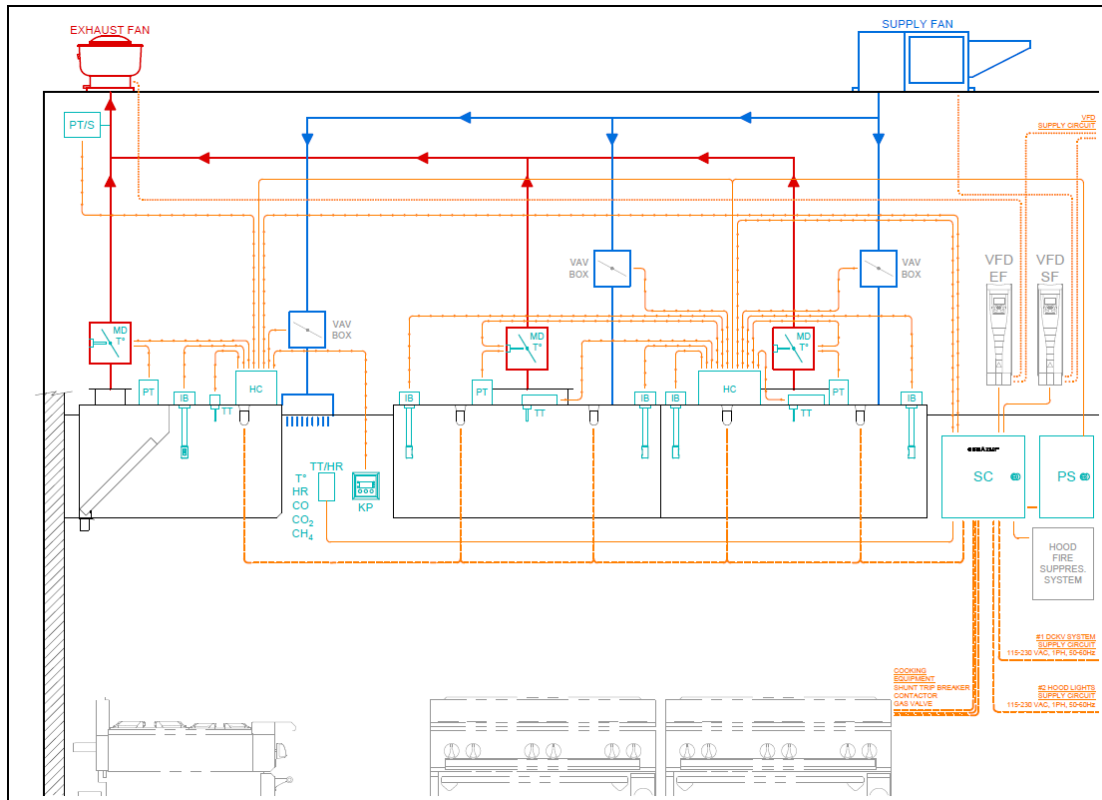 EXHAUST FAN
SUPPLY FAN
PT/S
VFD
SUPPLY CIRCUIT
VAV
BOX
VAV
BOX
VFD
EF
VFD
SF
MD
T*
VAV
BOX
MD
T*
MD
T*
PT
IB
TT
HC
IB
PT
TT
IB
IB
HC
TT
PT
IB
TT/HR
T*
HR
CO
CO2
CH4
KP
SC
PS
HOOD
FIRE
SUPPRES.
SYSTEM
#1 DCKV SYSTEM
SUPPLY CIRCUIT
115-230 VAC, 1PH, 50-60Hz
COOKING
EQUIPMENT
SHUNT TRIP BREAKER
CONTACTOR
GAS VALVE
#2 HOOD LIGHTS
SUPPLY CIRCUIT
115-230 VAC, 1PH, 50-60Hz